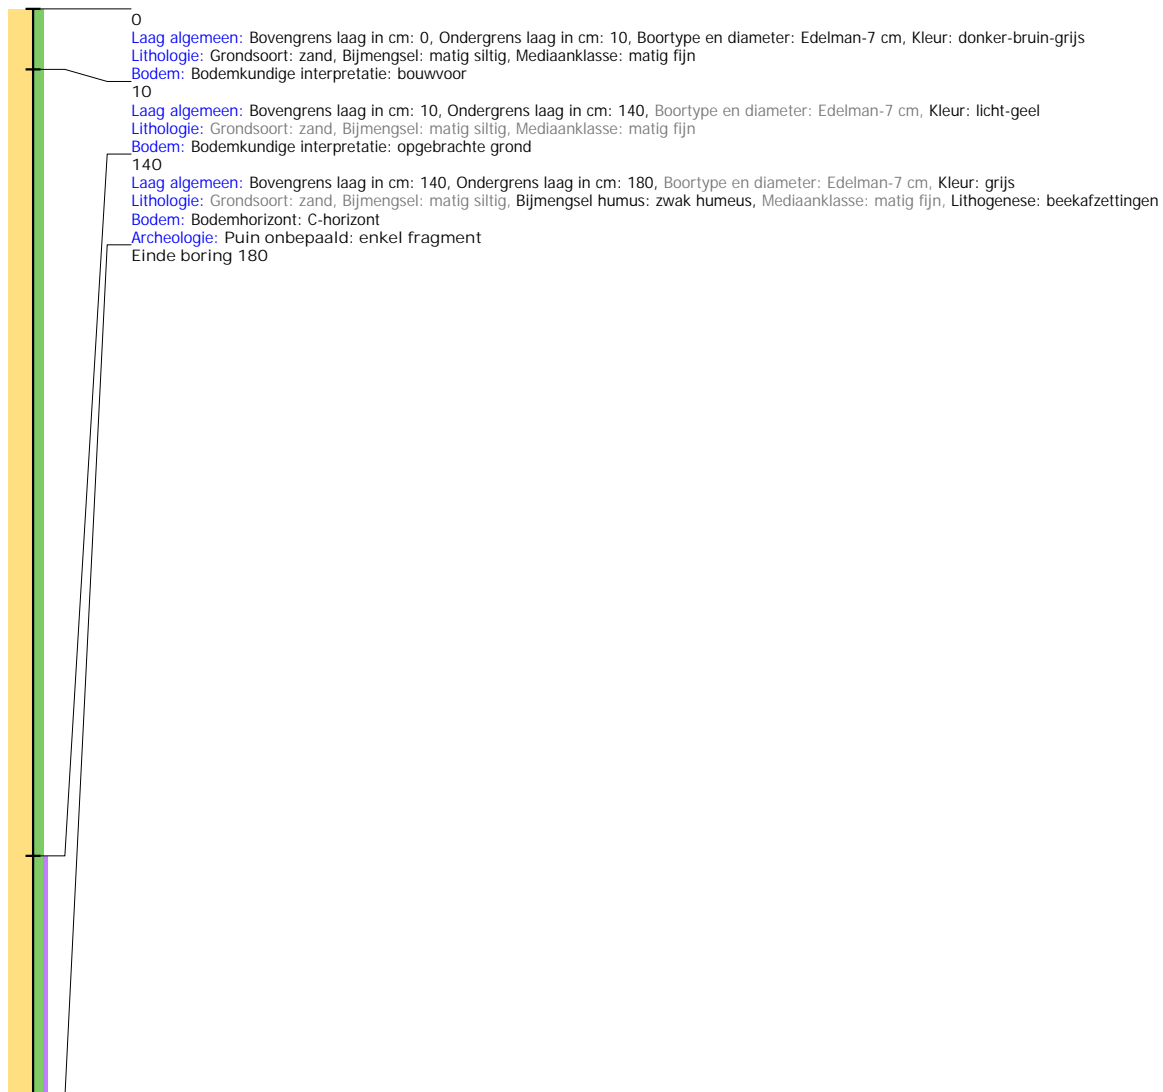 0
Laag algemeen: Bovengrens laag in cm: 0, Ondergrens laag in cm: 10, Boortype en diameter: Edelman-7 cm, Kleur: donker-bruin-grijs
Lithologie: Grondsoort: zand, Bijmengsel: matig siltig, Mediaanklasse: matig fijn
Bodem: Bodemkundige interpretatie: bouwvoor
10
Laag algemeen: Bovengrens laag in cm: 10, Ondergrens laag in cm: 140, Boortype en diameter: Edelman-7 cm, Kleur: licht-geel
Lithologie: Grondsoort: zand, Bijmengsel: matig siltig, Mediaanklasse: matig fijn
Bodem: Bodemkundige interpretatie: opgebrachte grond
140
Laag algemeen: Bovengrens laag in cm: 140, Ondergrens laag in cm: 180, Boortype en diameter: Edelman-7 cm, Kleur: grijs
Lithologie: Grondsoort: zand, Bijmengsel: matig siltig, Bijmengsel humus: zwak humeus, Mediaanklasse: matig fijn, Lithogenese: beekafzettingen
Bodem: Bodemhorizont: C-horizont
Archeologie: Puin onbepaald: enkel fragment
Einde boring 180